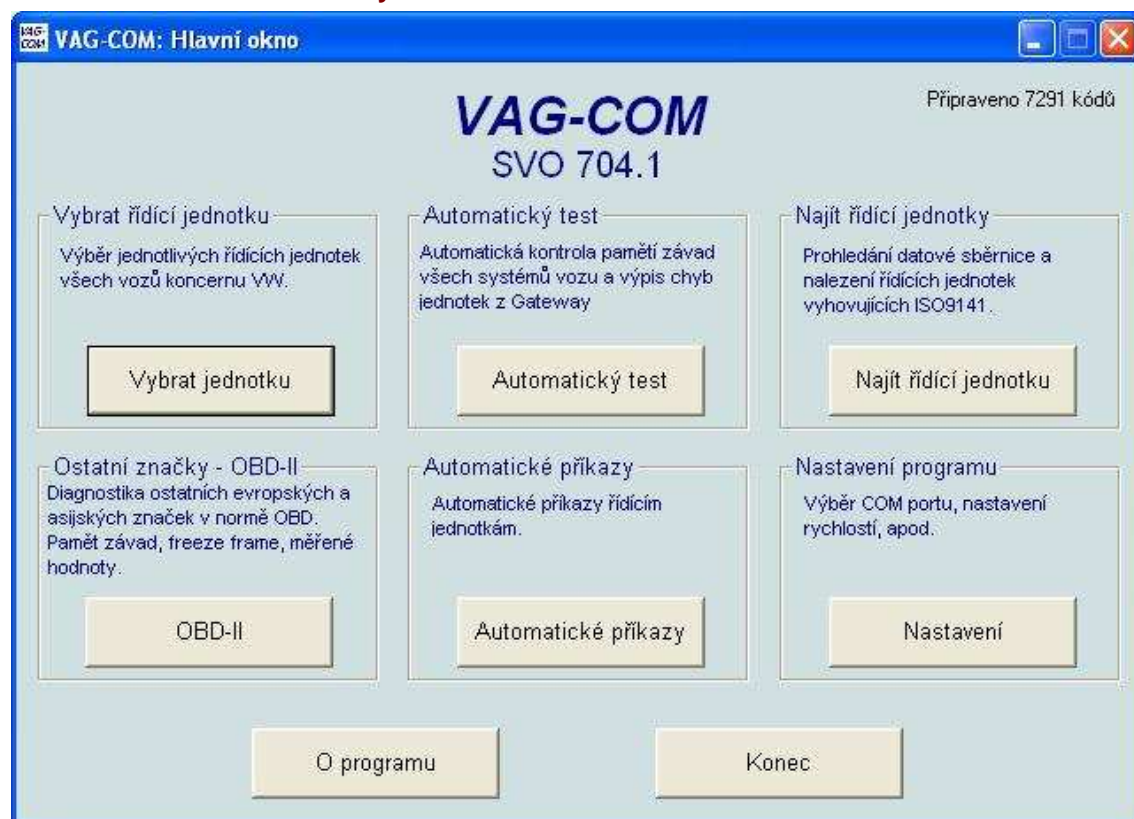 VAG-COM
VAG-COM: Hlavní okno
Připraveno 7291 kódů
VAG-COM
SVO 704.1
Vybrat řídící jednotku
Výběr jednotlivých řídících jednotek
všech vozů koncernu VW.
Vybrat jednotku
Automatický test
Automatická kontrola pamětí závad
všech systémů vozu a výpis chyb
jednotek z Gateway
Automatický test
Najít řídící jednotky
Prohledání datové sběrnice a
nalezení řídících jednotek
vyhovujících ISO9141.
Najít řídící jednotku
Ostatní značky - OBD-II
Diagnostika ostatních evropských a
asijských značek v normě OBD.
Pamět závad, freeze frame, měřené
hodnoty.
OBD-II
Automatické příkazy
Automatické příkazy řídícím
jednotkám.
Automatické příkazy
Nastavení programu
Výběr COM portu, nastavení
rychlostí, apod.
Nastavení
O programu
Konec